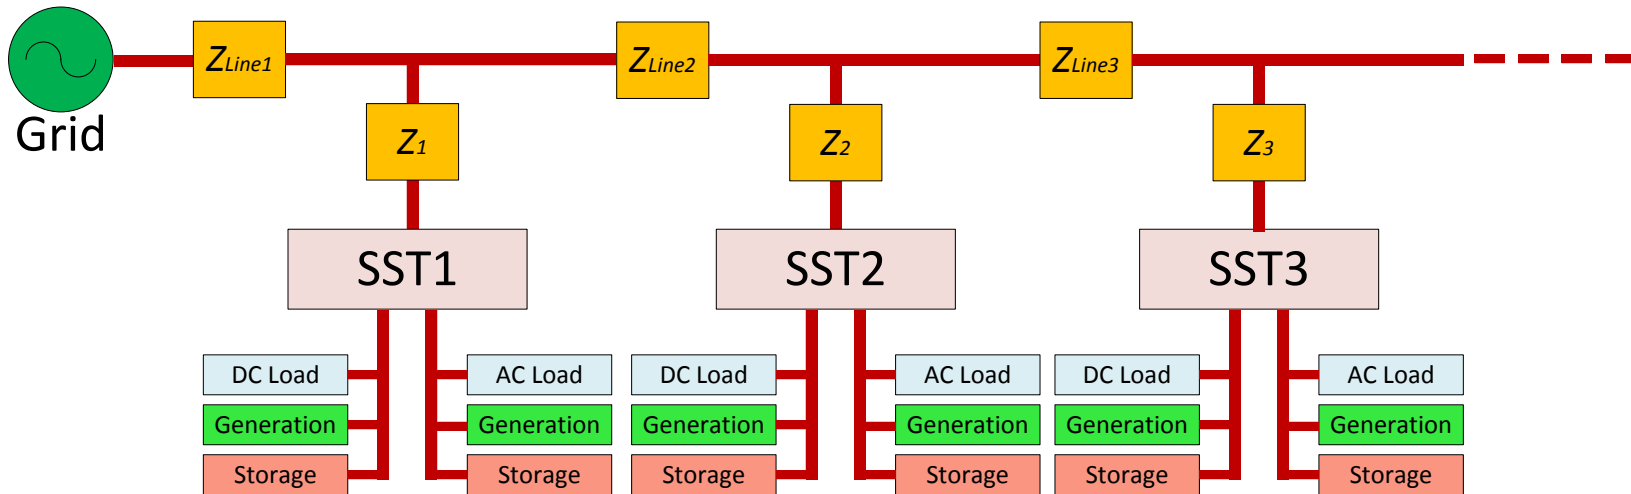 Grid
ZLine1
ZLine2
ZLine3
Z1
Z2
Z3
SST1
SST2
SST3
DC Load
AC Load
DC Load
AC Load
DC Load
AC Load
Generation
Generation
Generation
Generation
Generation
Generation
Storage
Storage
Storage
Storage
Storage
Storage